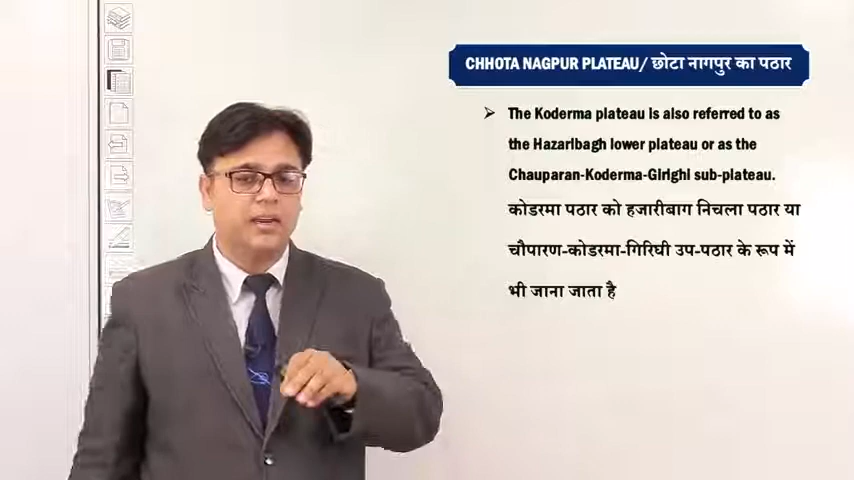 CHHOTA NAGPUR PLATEAU/ छोटा नागपुर का पठार
The Koderma plateau is also referred to as
the Hazaribagh lower plateau or as the
Chauparan-Koderma-Girighi sub-plateau.
कोडरमा पठार को हजारीबाग निचला पठार या
चौपारण-कोडरमा-गिरिघी उप-पठार के रूप में
भी जाना जाता है